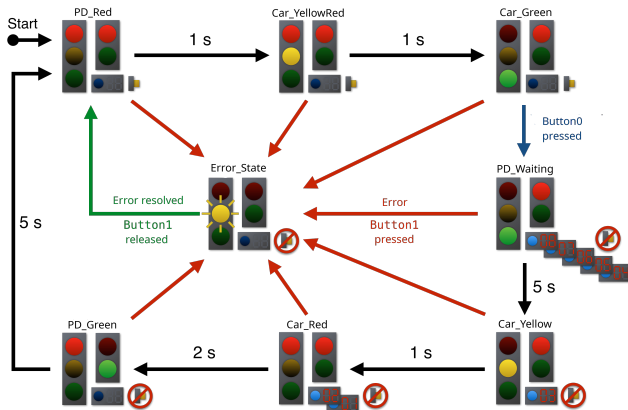 PD_Red
Car_YellowRed
Car_Green
Start
1 s
1 s
Button0
pressed
Error_State
PD_Waiting
Error resolved
Button1
released
Error
Button1
pressed
5 s
5 s
PD_Green
Car_Red
Car_Yellow
2 s
1 s